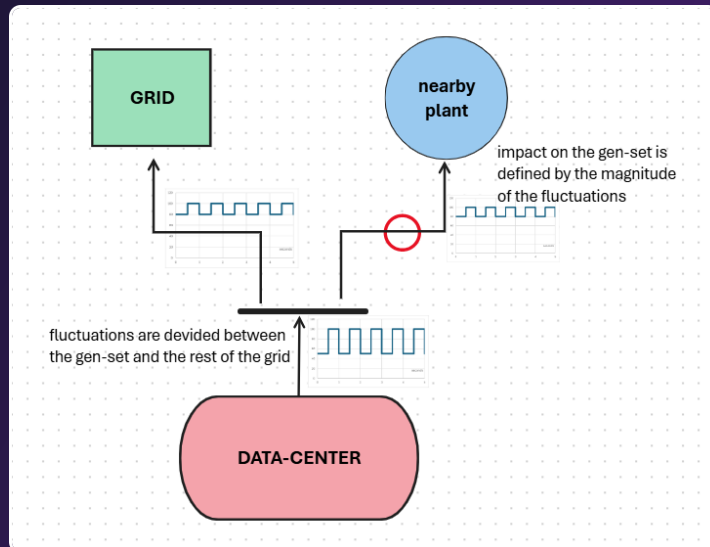 GRID
nearby
plant
impact on the gen-set is
defined by the magnitude
of the fluctuations
fluctuations are devided between
the gen-set and the rest of the grid
DATA-CENTER